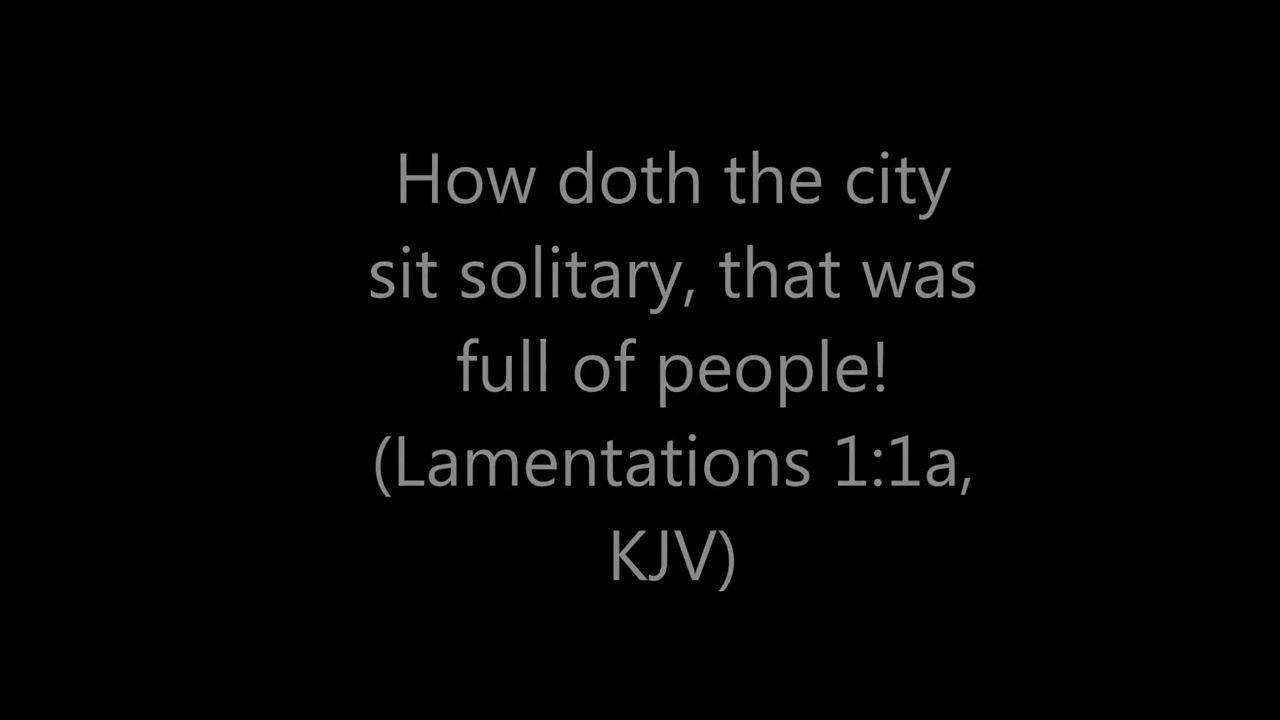 How doth the city
sit solitary, that was
full of people!
(Lamentations 1:1a,
KJV)